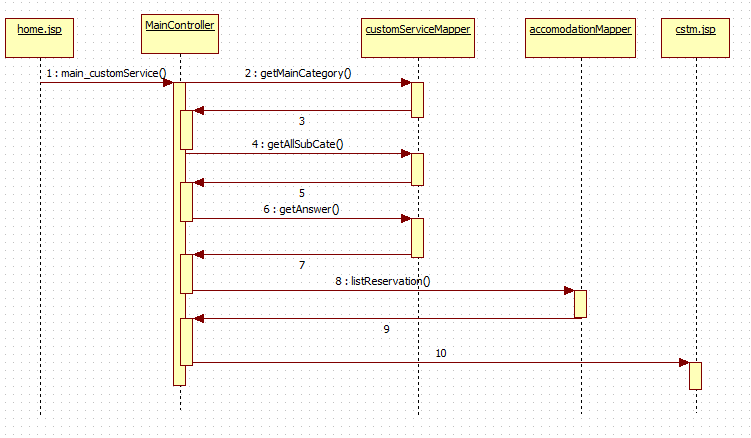 home.jsp
MainController
customServiceMapper
accomodationMapper
cstm.jsp
1 : main_customService()
2 : getMainCategory()
3
4 : getAllSubCate()
5
6 : getAnswer()
7
8 : listReservation()
9
10